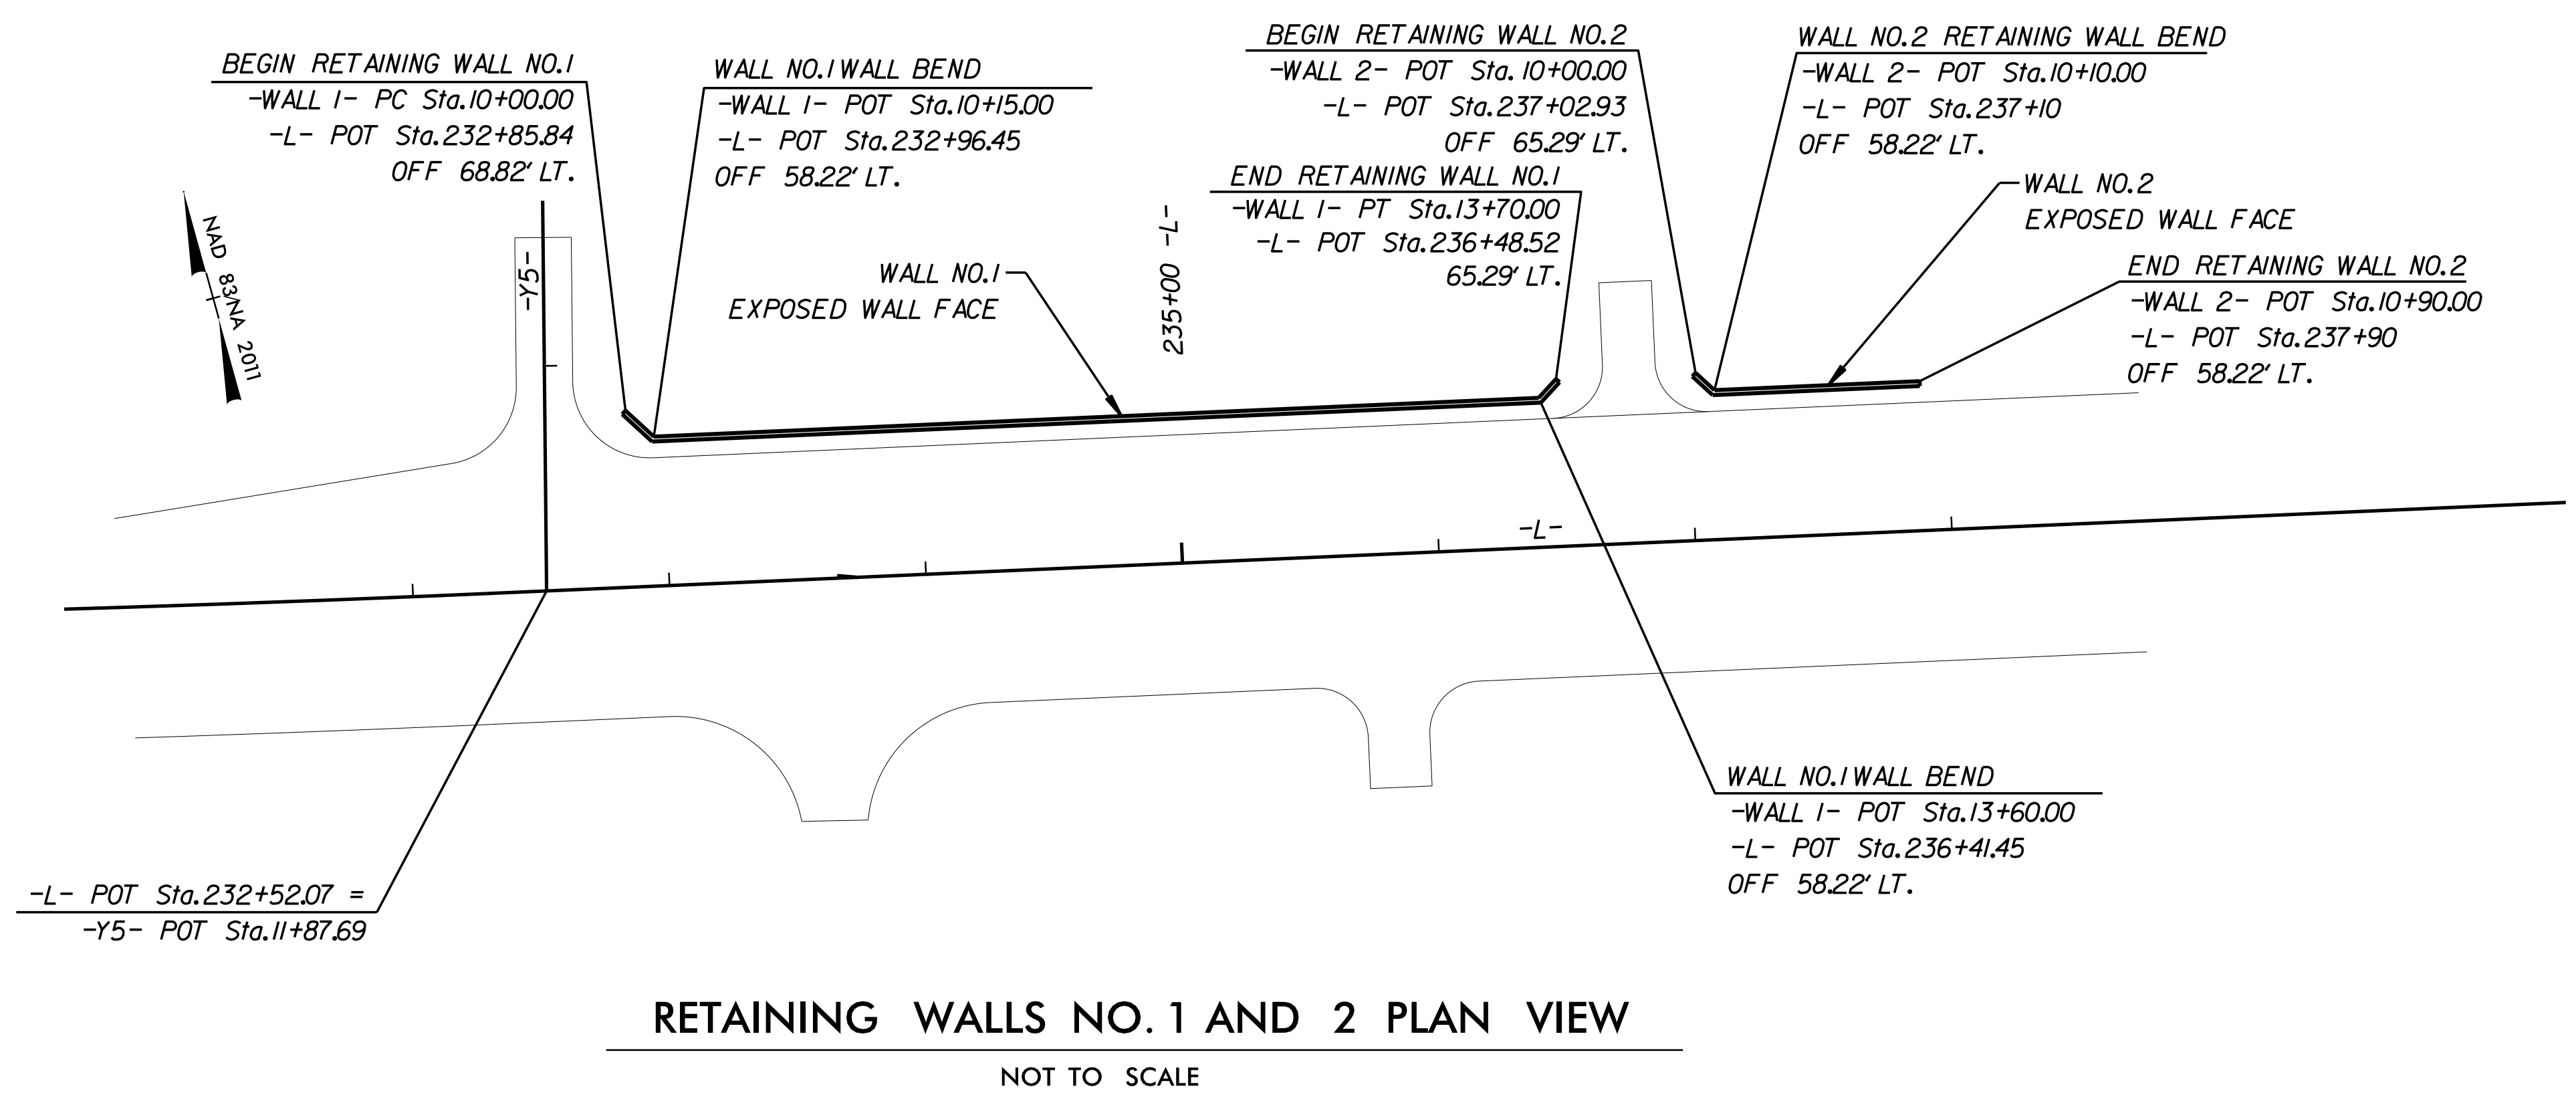 BEGIN RETAINING WALL NO.1
-WALL 1- PC Sta.10+00.00
-L- POT Sta.232+85.84
OFF 68.82' LT.
WALL NO.1 WALL BEND
-WALL 1- POT Sta.10+15.00
-L- POT Sta.232+96.45
OFF 58.22' LT.
BEGIN RETAINING WALL NO.2
-WALL 2- POT Sta.10+00.00
-L- POT Sta.237+02.93
OFF 65.29' LT.
END RETAINING WALL NO.1
-WALL 1- PT Sta.13+70.00
-L- POT Sta.236+48.52
65.29' LT.
WALL NO.2 RETAINING WALL BEND
-WALL 2- POT Sta.10+10.00
-L- POT Sta.237+10
OFF 58.22' LT.
WALL NO.2
EXPOSED WALL FACE
END RETAINING WALL NO.2
-WALL 2- POT Sta.10+90.00
-L- POT Sta.237+90
OFF 58.22' LT.
NAD 83/NA 2011
-Y5-
WALL NO.1
EXPOSED WALL FACE
235+00 -L-
-L-
WALL NO.1 WALL BEND
-WALL 1- POT Sta.13+60.00
-L- POT Sta.236+41.45
OFF 58.22' LT.
-L- POT Sta.232+52.07 =
-Y5- POT Sta.11+87.69
RETAINING WALLS NO. 1 AND 2 PLAN VIEW
NOT TO SCALE